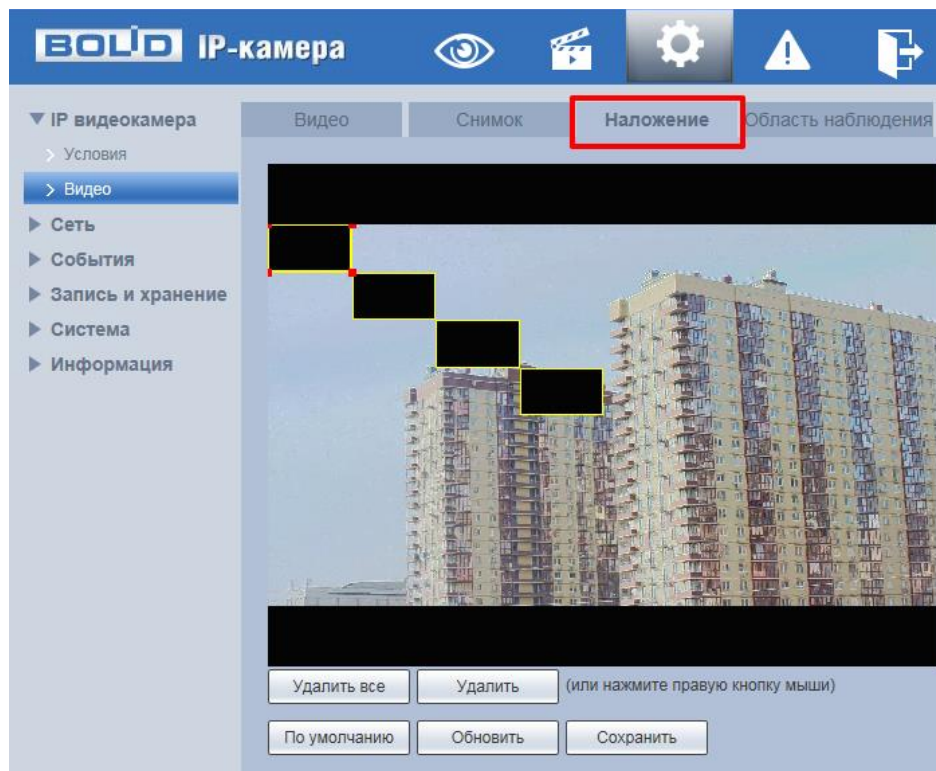 BOLID IP-камера
Видео Снимок Наложение Область наблюдения
IP видеокамера
Условия
Видео
Сеть
События
Запись и хранение
Система
Информация
Удалить все Удалить (или нажмите правую кнопку мыши)
По умолчанию Обновить Сохранить